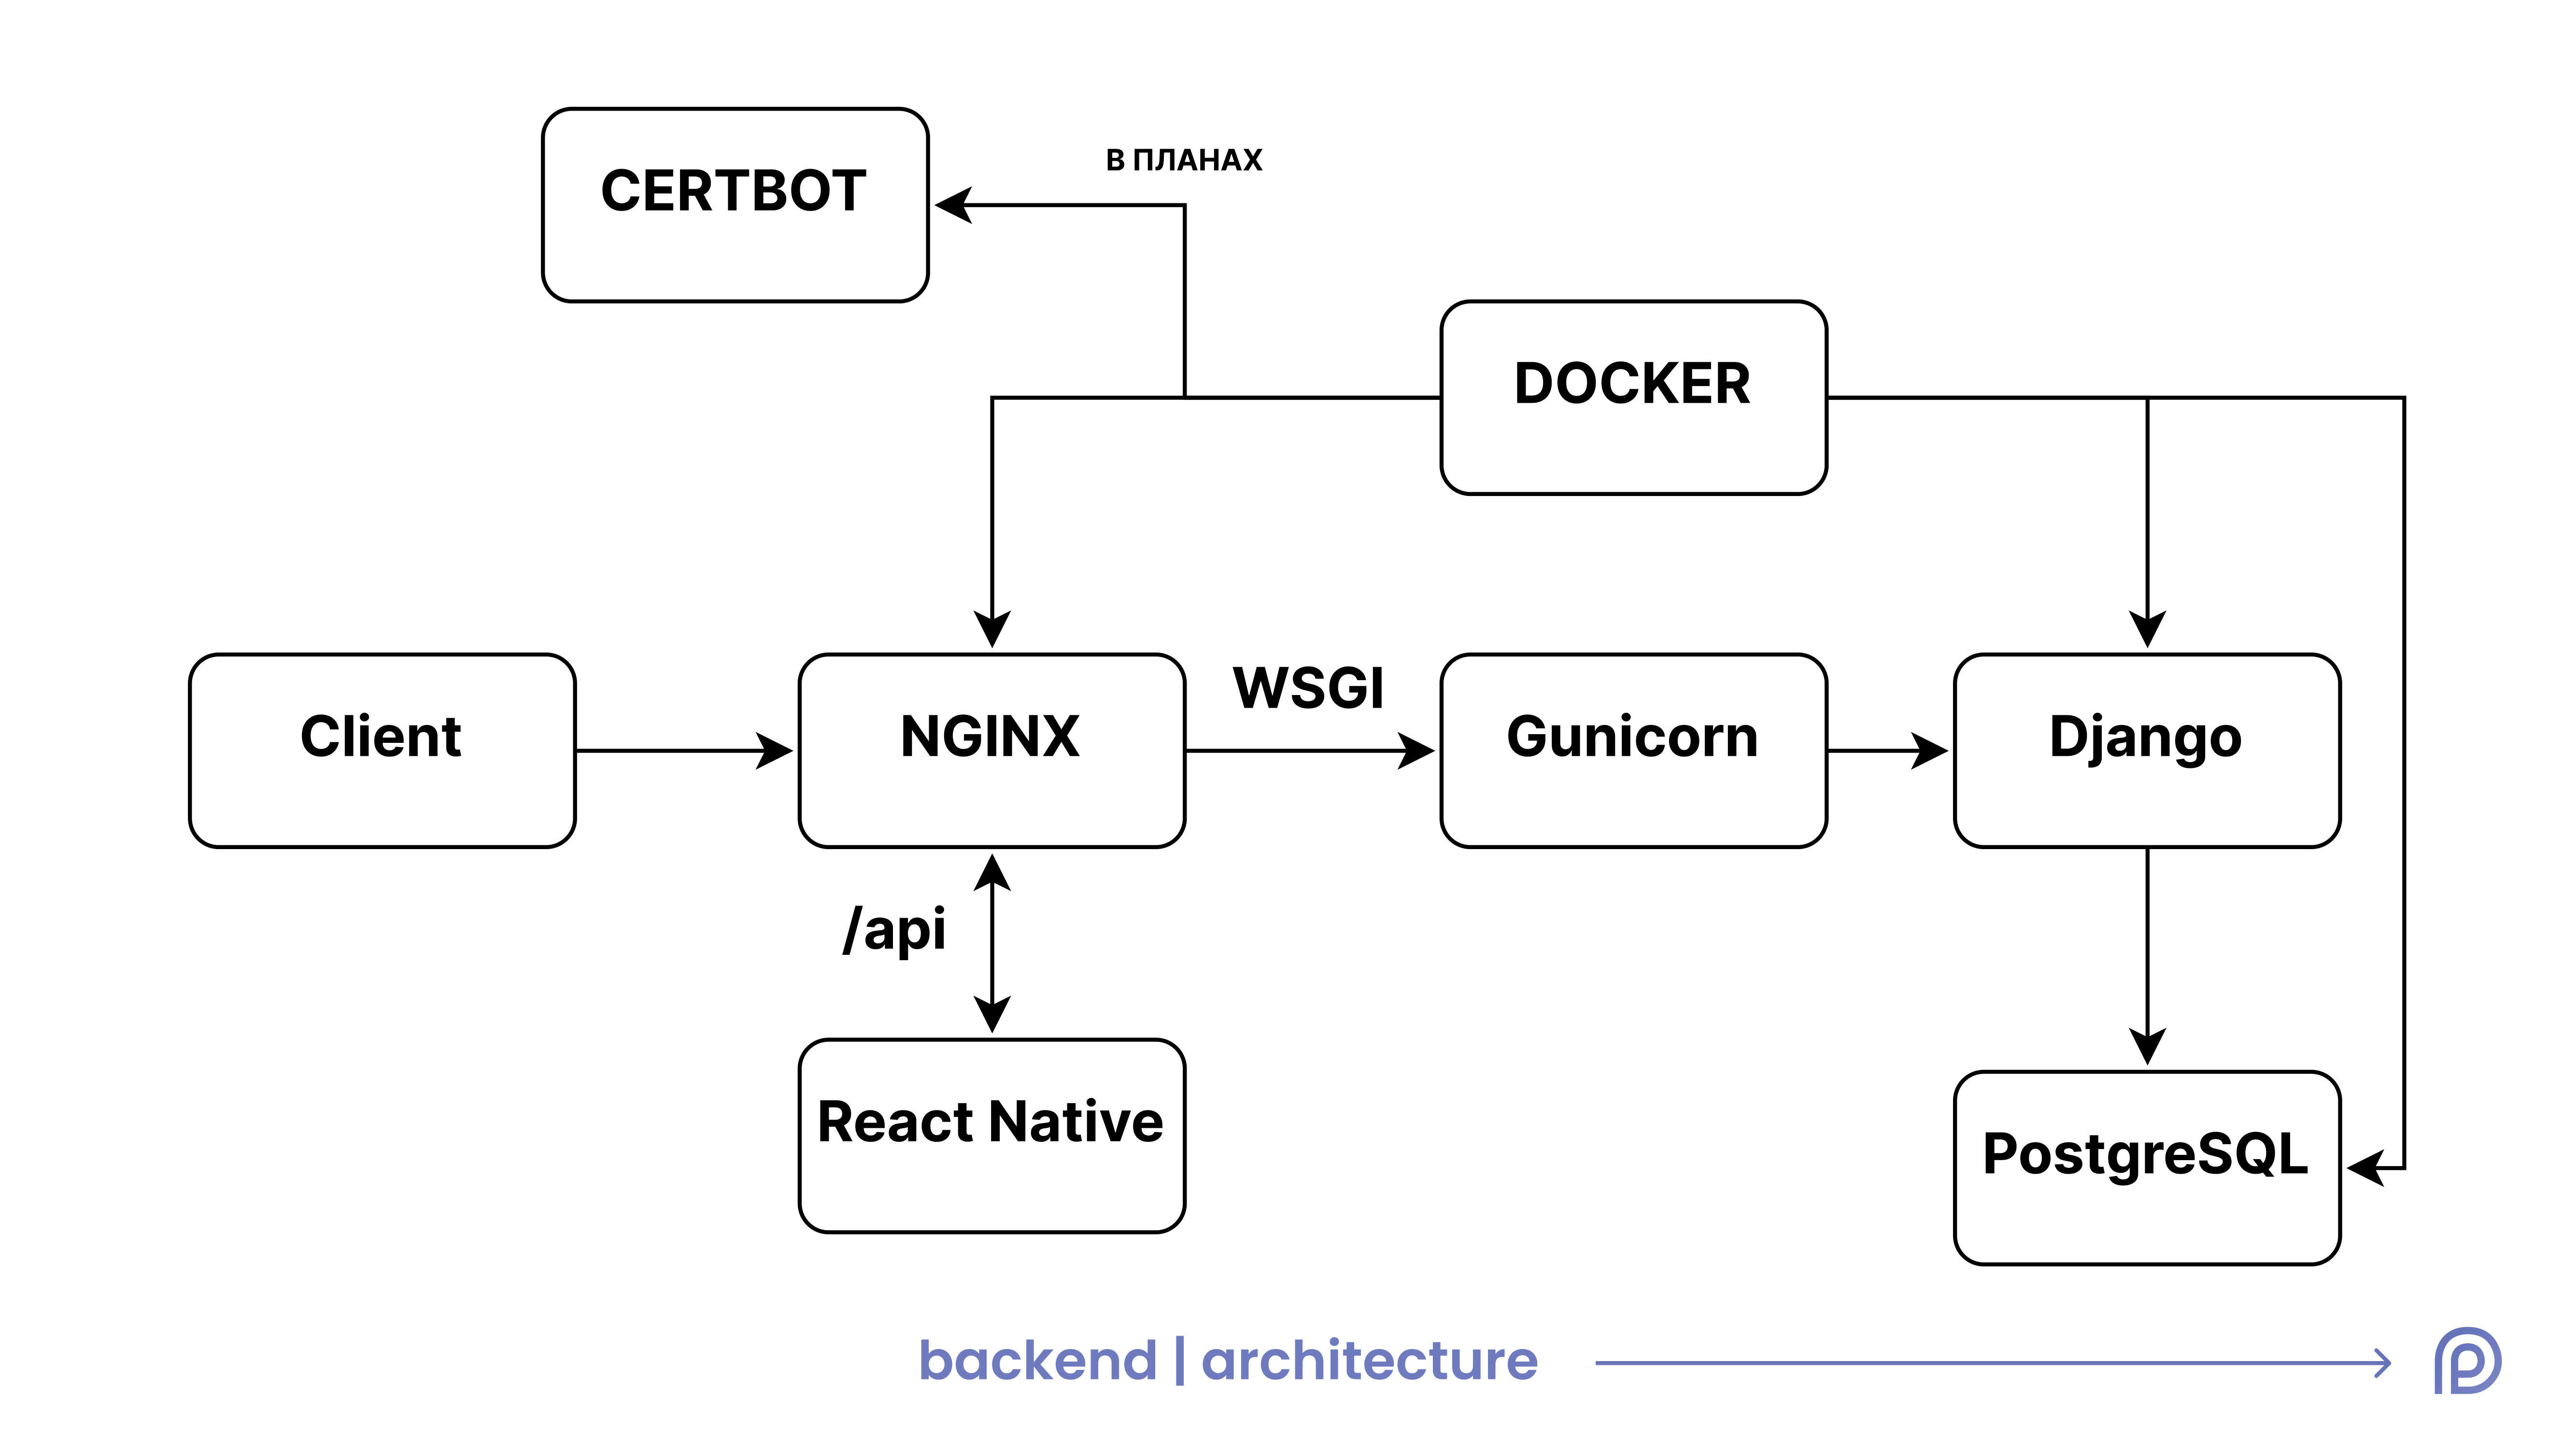 CERTBOT
В ПЛАНАХ
DOCKER
Client
NGINX
WSGI
Gunicorn
Django
/api
React Native
PostgreSQL
backend | architecture